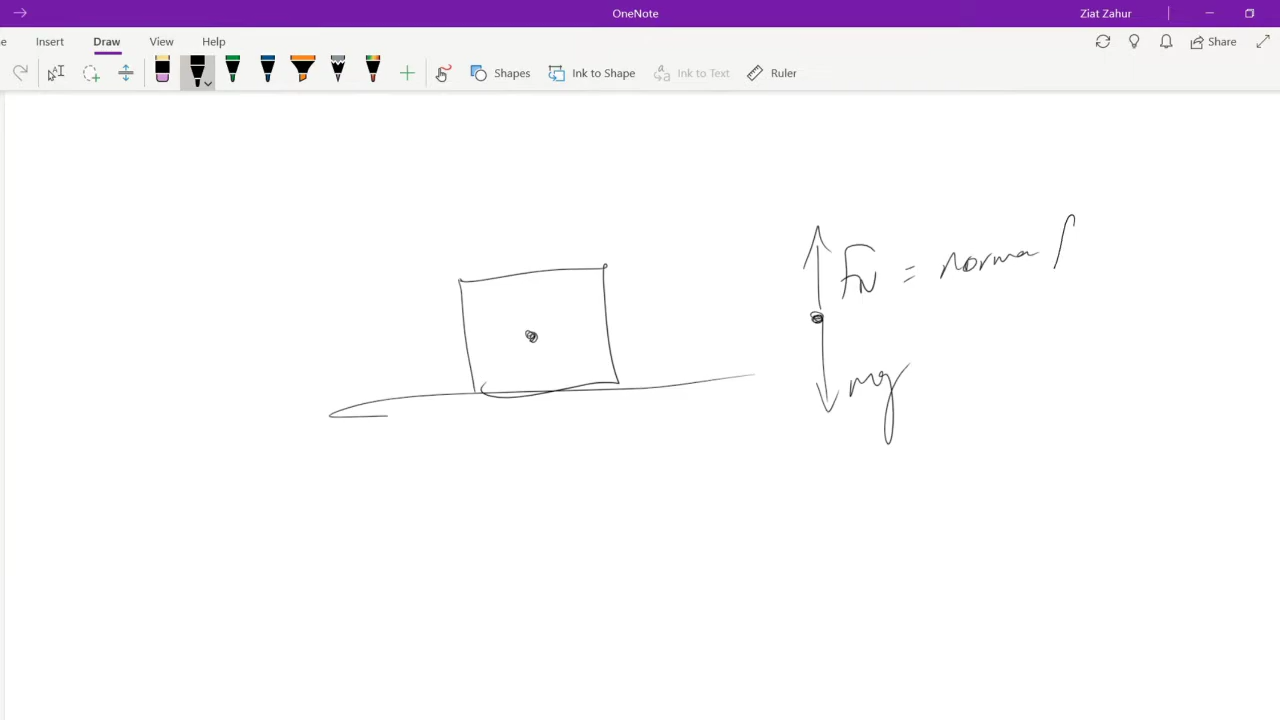 OneNote
Ziat Zahur
Insert Draw View Help
Share
Shapes Ink to Shape Ink to Text Ruler
FN = normal
mg